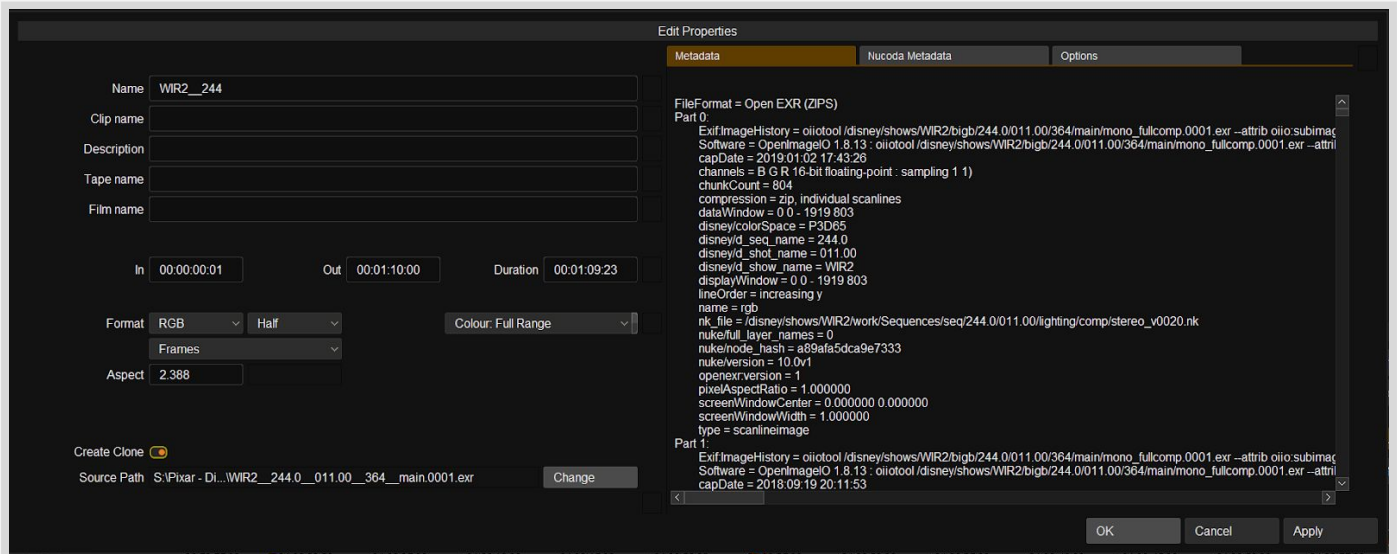 Edit Properties
Metadata Nucoda Metadata Options
Name WIR2__244
Clip name
Description
Tape name
Film name
In 00:00:00:01 Out 00:01:10:00 Duration 00:01:09:23
Format RGB Half Colour: Full Range
Frames
Aspect 2.388
Create Clone
Source Path S:\Pixar - Di...\WIR2__244.0__011.00__364__main.0001.exr Change
FileFormat = Open EXR (ZIPS)
Part 0:
Exif:ImageHistory = oiiotool /disney/shows/WIR2/bigb/244.0/011.00/364/main/mono_fullcomp.0001.exr --attrib oiio:subimag
Software = OpenImageIO 1.8.13 : oiiotool /disney/shows/WIR2/bigb/244.0/011.00/364/main/mono_fullcomp.0001.exr --attri
capDate = 2019:01:02 17:43:26
channels = B G R 16-bit floating-point : sampling 1 1)
chunkCount = 804
compression = zip, individual scanlines
dataWindow = 0 0 - 1919 803
disney/colorSpace = P3D65
disney/d_seq_name = 244.0
disney/d_shot_name = 011.00
disney/d_show_name = WIR2
displayWindow = 0 0 - 1919 803
lineOrder = increasing y
name = rgb
nk_file = /disney/shows/WIR2/work/Sequences/seq/244.0/011.00/lighting/comp/stereo_v0020.nk
nuke/full_layer_names = 0
nuke/node_hash = a89afa5dca9e7333
nuke/version = 10.0v1
openexr:version = 1
pixelAspectRatio = 1.000000
screenWindowCenter = 0.000000 0.000000
screenWindowWidth = 1.000000
type = scanlineimage
Part 1:
Exif:ImageHistory = oiiotool /disney/shows/WIR2/bigb/244.0/011.00/364/main/mono_fullcomp.0001.exr --attrib oiio:subimag
Software = OpenImageIO 1.8.13 : oiiotool /disney/shows/WIR2/bigb/244.0/011.00/364/main/mono_fullcomp.0001.exr --attri
capDate = 2018:09:19 20:11:53
OK Cancel Apply